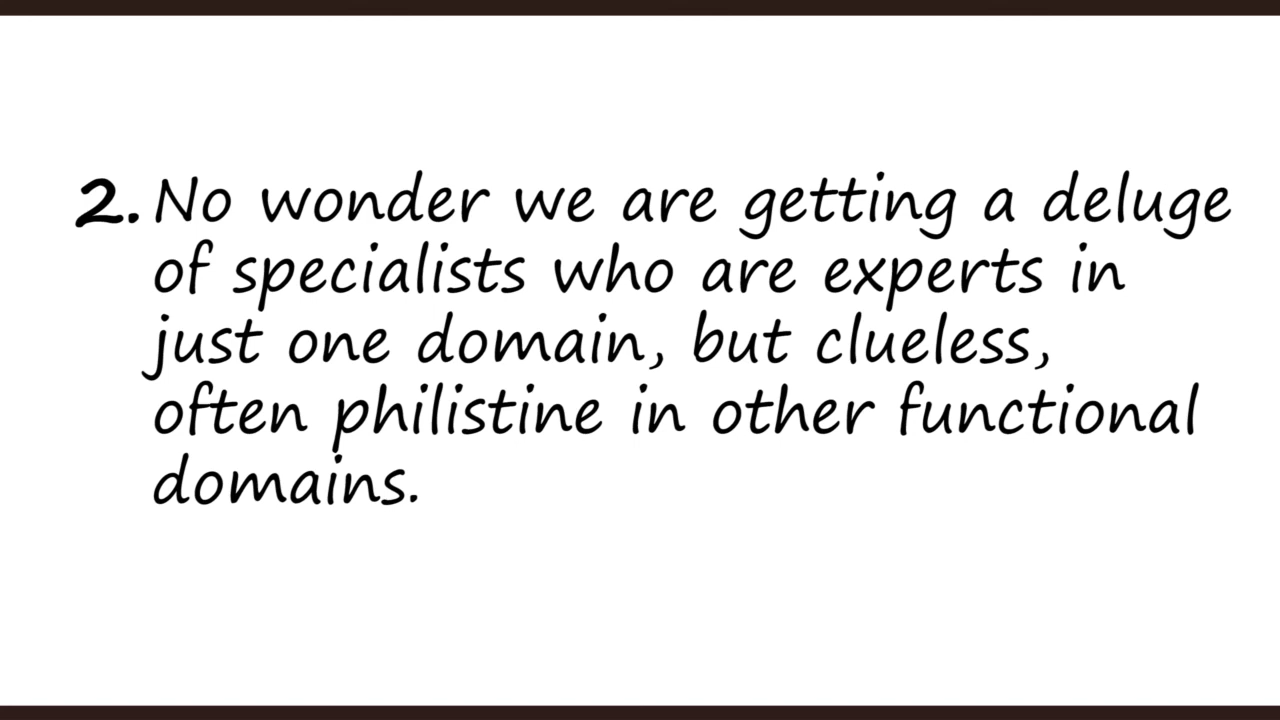 2. No wonder we are getting a deluge
of specialists who are experts in
just one domain, but clueless,
often philistine in other functional
domains.